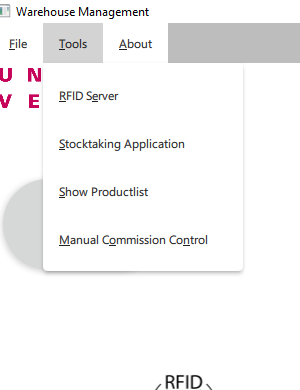 Warehouse Management
File Tools About
U N
V E
RFID Server
Stocktaking Application
Show Productlist
Manual Commission Control
RFID